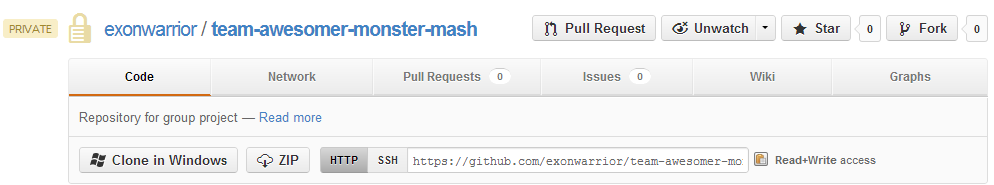 PRIVATE exonwarrior / team-awesomer-monster-mash Pull Request Unwatch Star 0 Fork 0
Code Network Pull Requests 0 Issues 0 Wiki Graphs
Repository for group project — Read more
Clone in Windows ZIP HTTP SSH https://github.com/exonwarrior/team-awesomer-mo Read+Write access